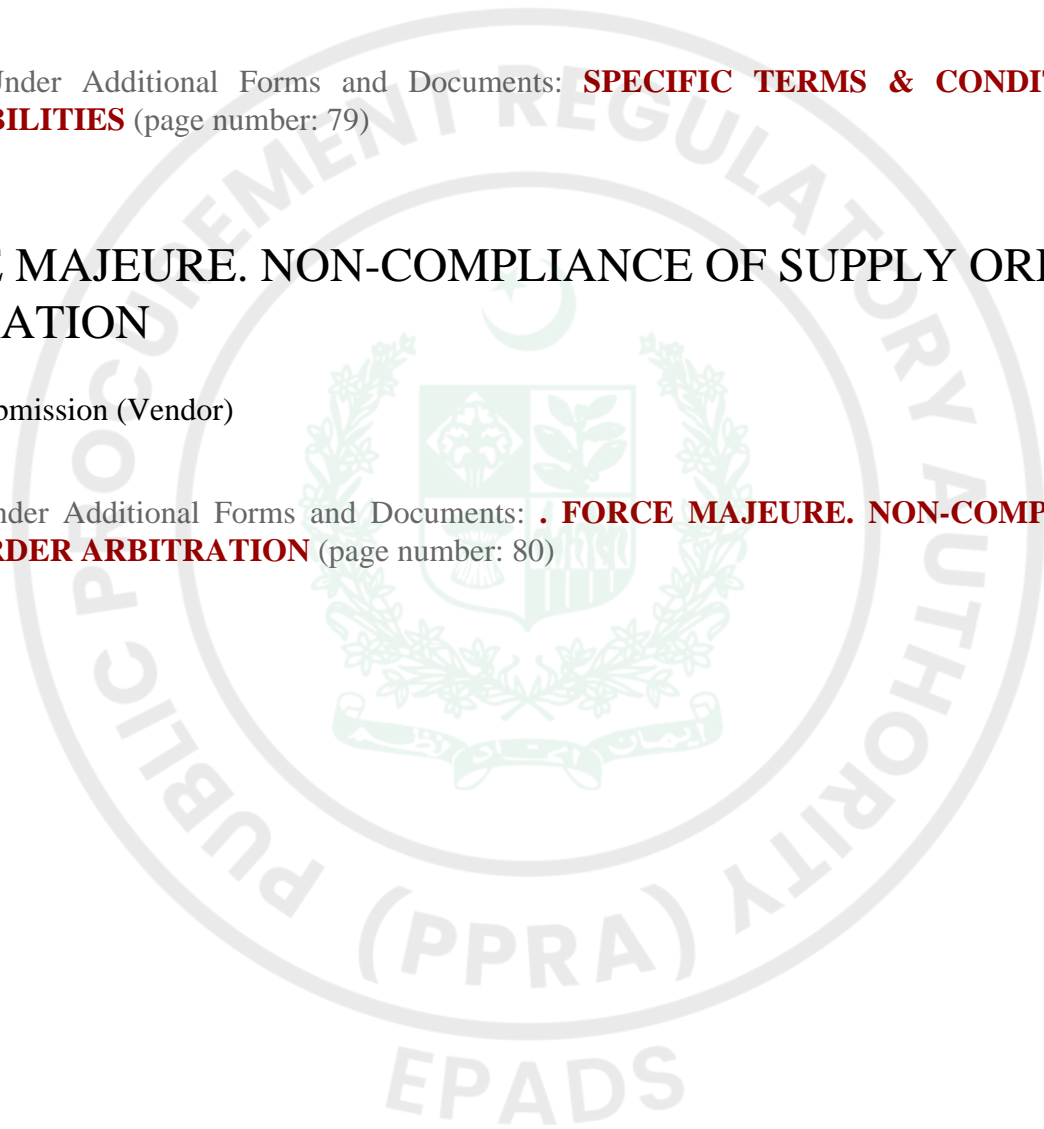 Under Additional Forms and Documents: SPECIFIC TERMS & CONDIT
BILITIES (page number: 79)
E MAJEURE. NON-COMPLIANCE OF SUPPLY ORD
ATION
bmission (Vendor)
nder Additional Forms and Documents: . FORCE MAJEURE. NON-COMP
RDER ARBITRATION (page number: 80)
PUBLIC PROCUREMENT REGULATORY AUTHORITY
(PPRA)
EPADS